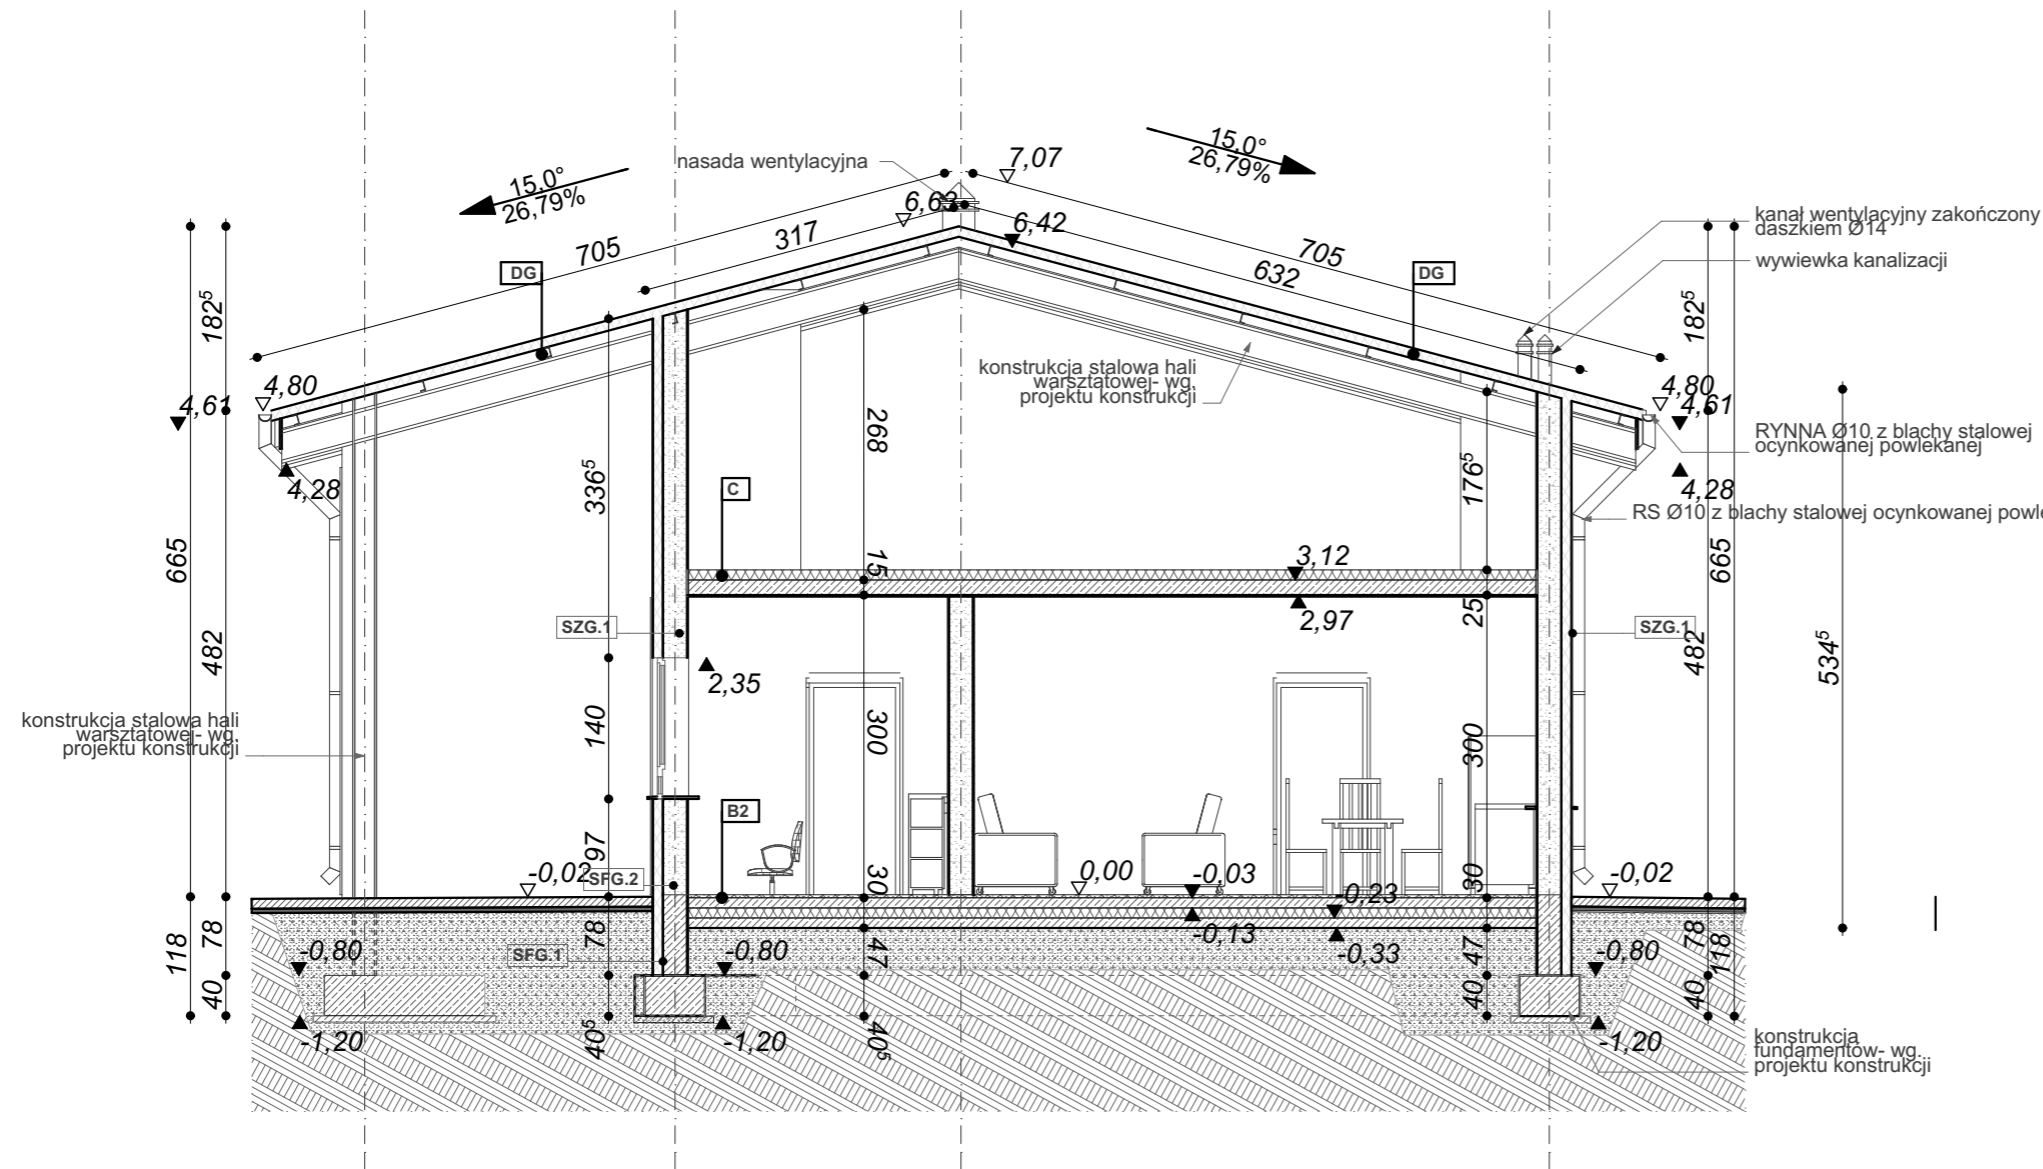 15,0°
26,79%
nasada wentylacyjna
7,07
15,0°
26,79%
6,63
6,42
705
317
705
632
kanał wentylacyjny zakończony
daszkiem Ø14
wywiewka kanalizacji
DG
DG
182⁵
182⁵
konstrukcja stalowa hali
warsztatowej- wg.
projektu konstrukcji
4,80
4,61
4,80
4,61
RYNNA Ø10 z blachy stalowej
ocynkowanej powlekanej
4,28
4,28
RS Ø10 z blachy stalowej ocynkowanej powle
268
336⁵
176⁵
C
665
15
3,12
665
2,97
25
SZG.1
SZG.1
482
482
534⁵
2,35
konstrukcja stalowa hali
warsztatowej- wg.
projektu konstrukcji
140
300
300
B2
97
-0,02
SFG.2
30
0,00
-0,03
-0,23
30
-0,02
118
78
78
-0,80
SFG.1
-0,80
47
-0,13
-0,33
47
-0,80
78
118
40
-1,20
40⁵
-1,20
40⁵
40
-1,20
40
konstrukcja
fundamentów- wg.
projektu konstrukcji